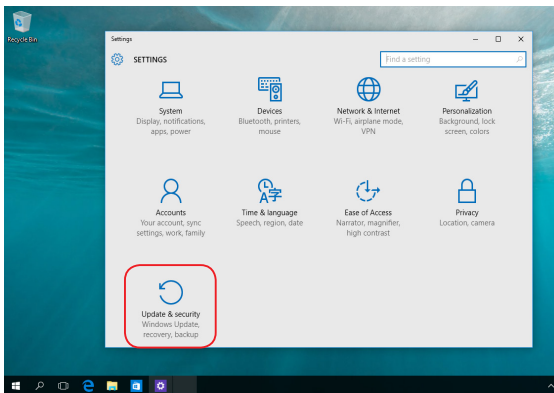 Recycle Bin
Settings
SETTINGS
Find a setting
System
Display, notifications,
apps, power
Devices
Bluetooth, printers,
mouse
Network & Internet
Wi-Fi, airplane mode,
VPN
Personalization
Background, lock
screen, colors
Accounts
Your account, sync
settings, work, family
Time & language
Speech, region, date
Ease of Access
Narrator, magnifier,
high contrast
Privacy
Location, camera
Update & security
Windows Update,
recovery, backup